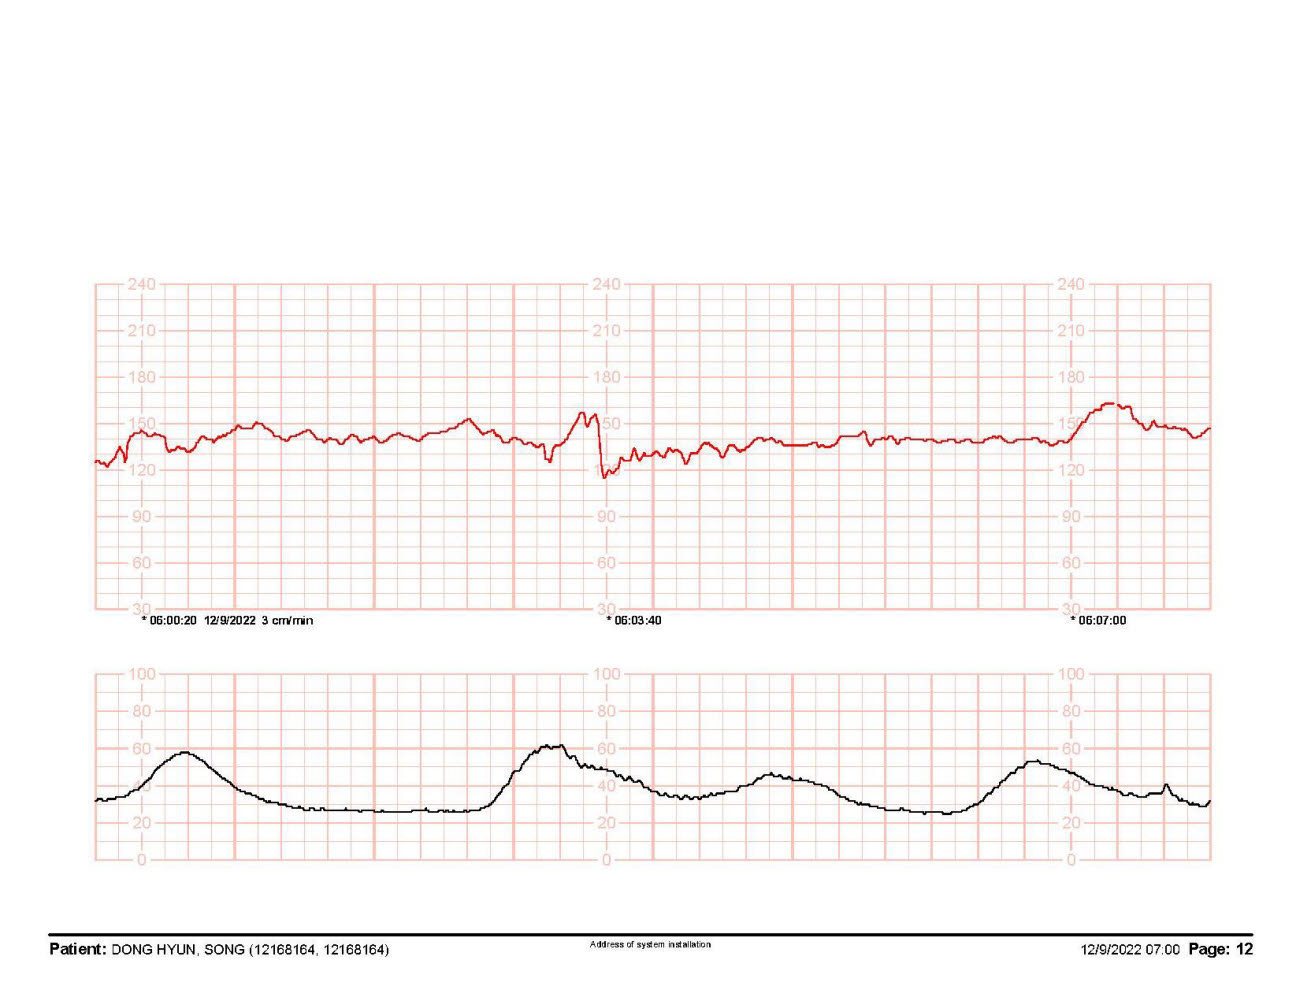 240 240 240
210 210 210
180 180 180
150 150 150
120 120 120
90 90 90
60 60 60
30 30 30
* 06:00:20 12/9/2022 3 cm/min * 06:03:40 * 06:07:00
100 100 100
80 80 80
60 60 60
40 40 40
20 20 20
0 0 0
Patient: DONG HYUN, SONG (12168164, 12168164) Address of system installation 12/9/2022 07:00 Page: 12